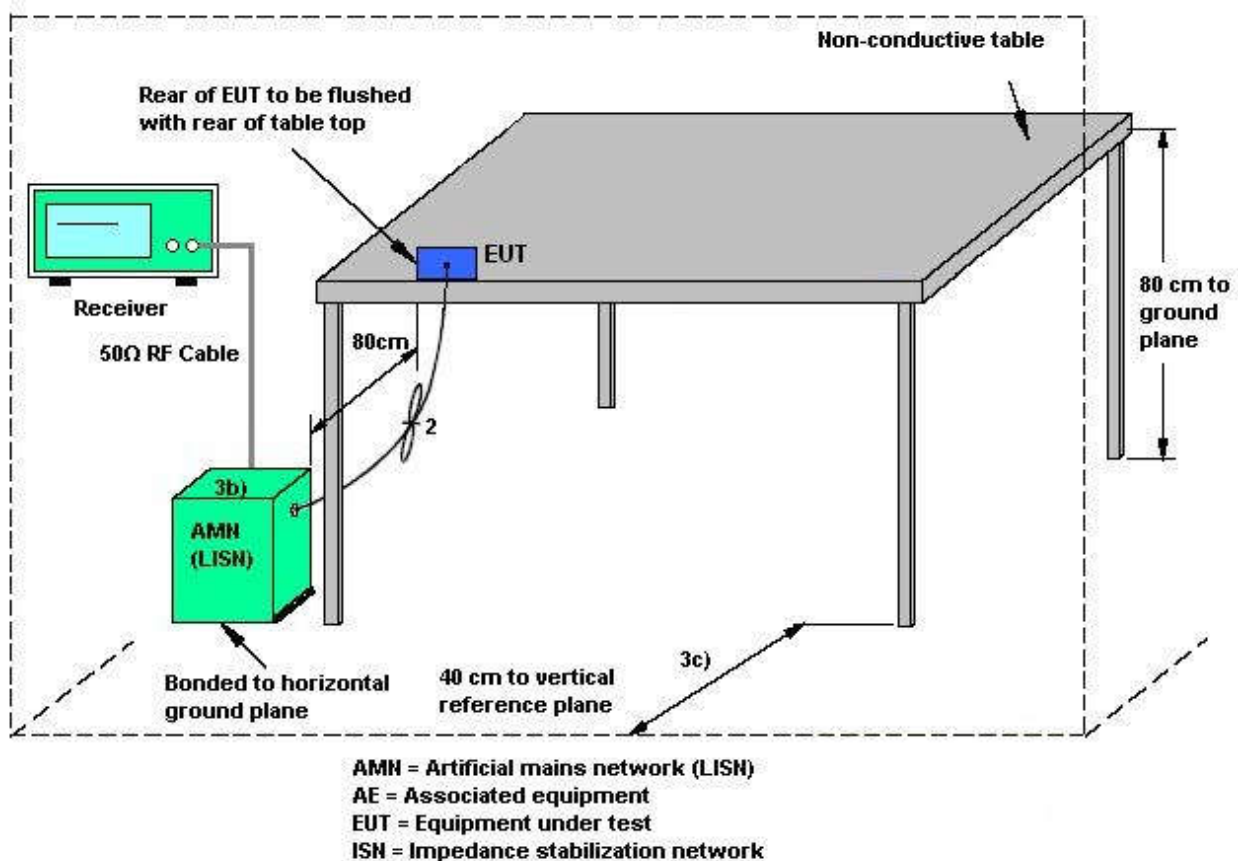 Non-conductive table
Rear of EUT to be flushed
with rear of table top
EUT
Receiver
80cm
80 cm to
ground
plane
50Ω RF Cable
2
3b)
AMN
(LISN)
3c)
Bonded to horizontal
ground plane
40 cm to vertical
reference plane
AMN = Artificial mains network (LISN)
AE = Associated equipment
EUT = Equipment under test
ISN = Impedance stabilization network